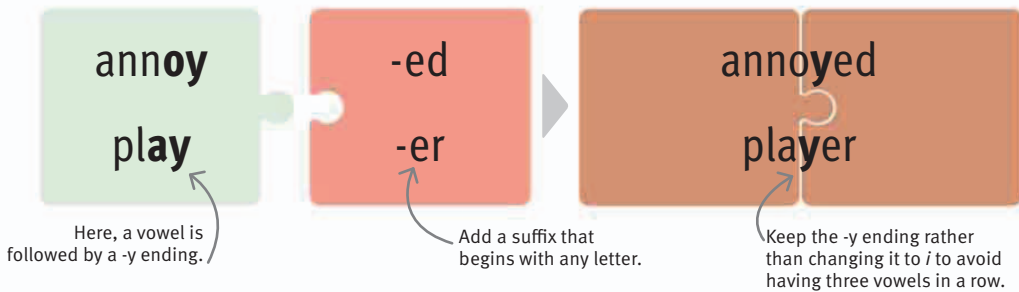 annoy -ed annoyed
play -er player
Here, a vowel is
followed by a -y ending.
Add a suffix that
begins with any letter.
Keep the -y ending rather
than changing it to i to avoid
having three vowels in a row.